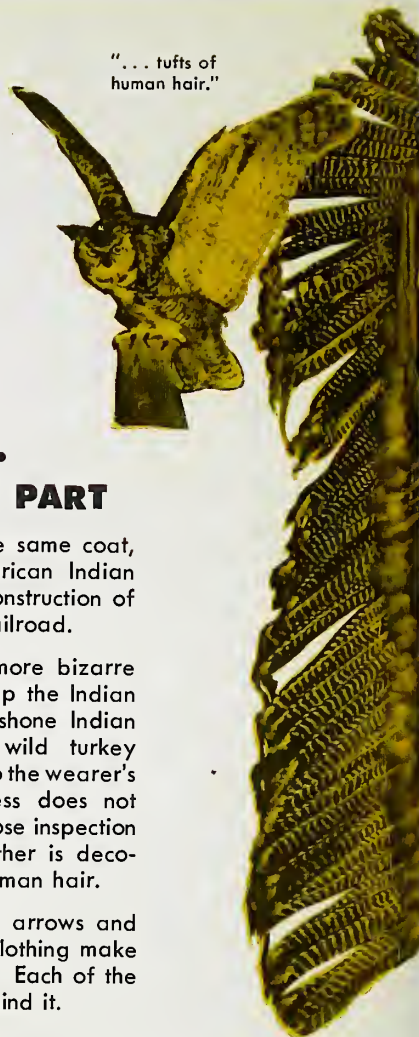 ". . . tufts of
human hair."
PART
e same coat,
rican Indian
onstruction of
ilroad.
more bizarre
p the Indian
shone Indian
wild turkey
o the wearer's
ess does not
ose inspection
ther is deco-
man hair.
arrows and
lothing make
Each of the
ind it.